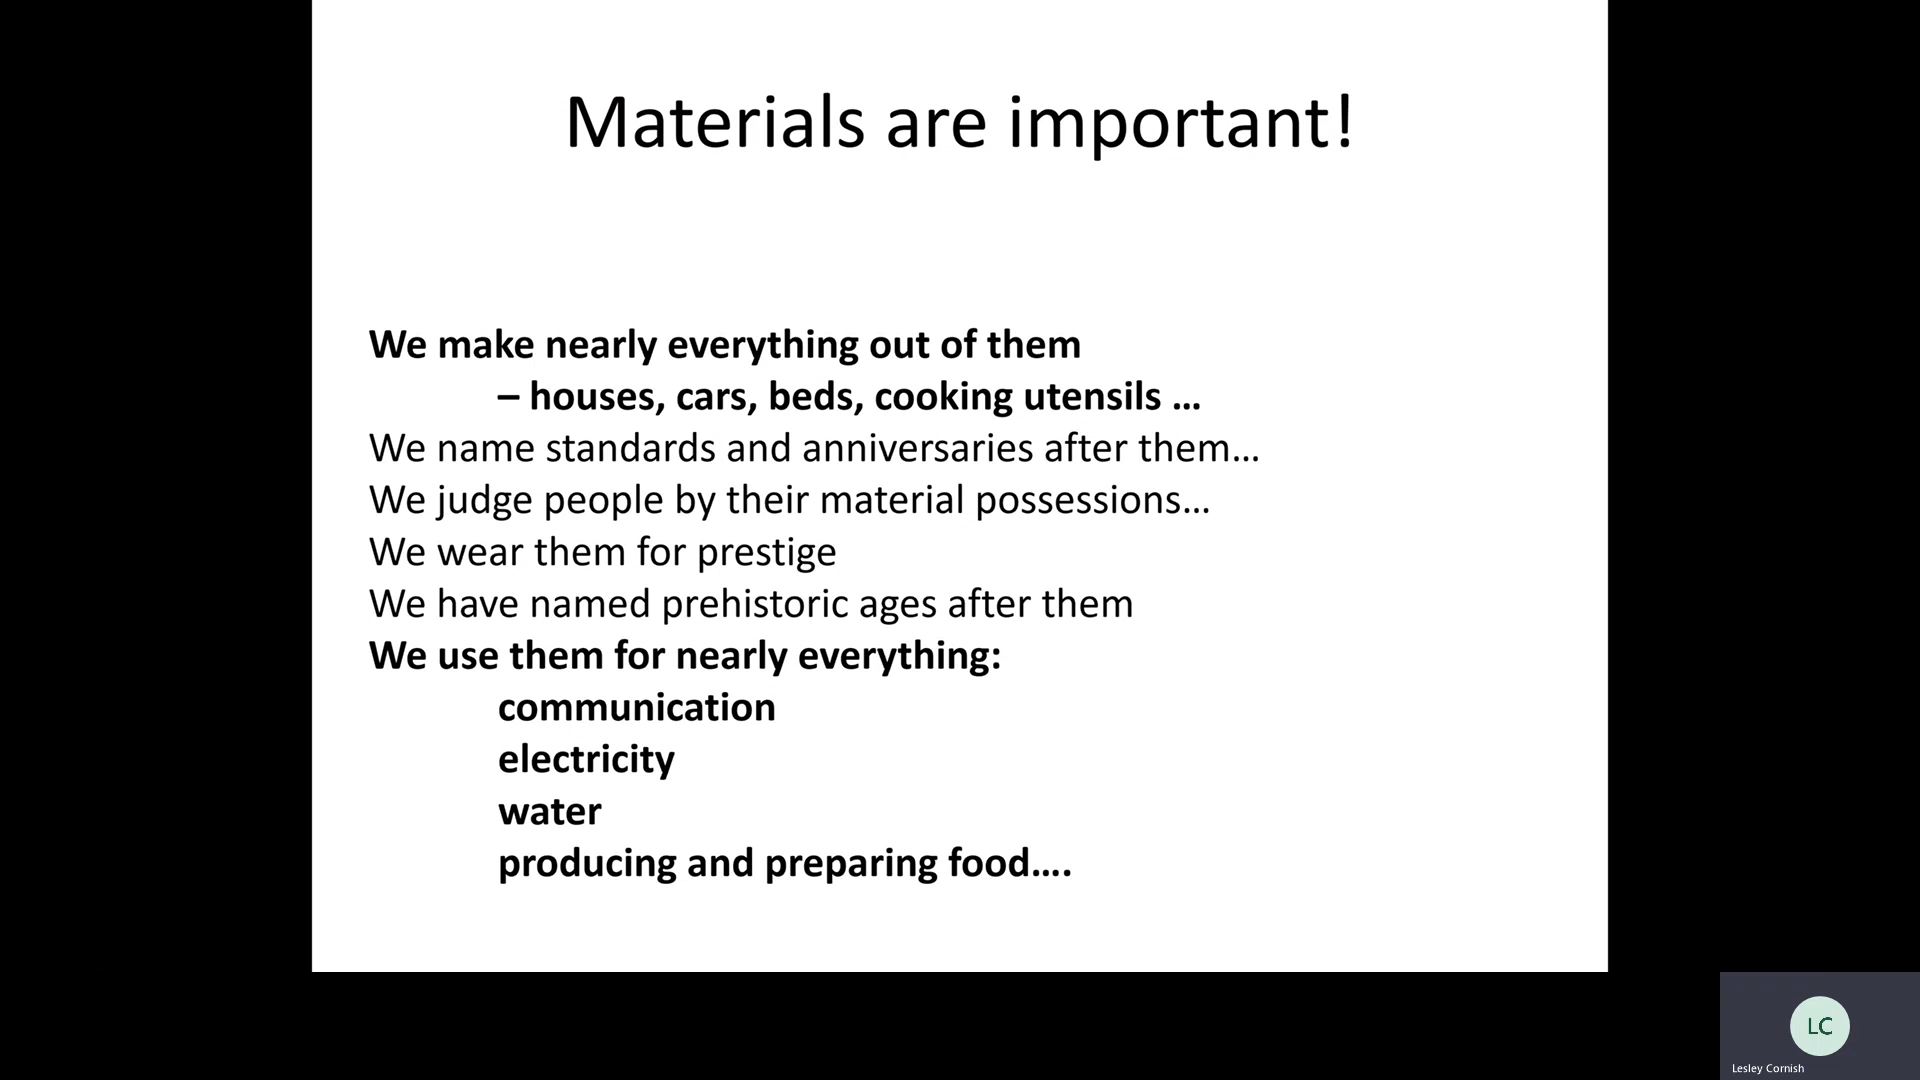 Materials are important!
We make nearly everything out of them
– houses, cars, beds, cooking utensils ...
We name standards and anniversaries after them...
We judge people by their material possessions...
We wear them for prestige
We have named prehistoric ages after them
We use them for nearly everything:
communication
electricity
water
producing and preparing food....
LC
Lesley Cornish